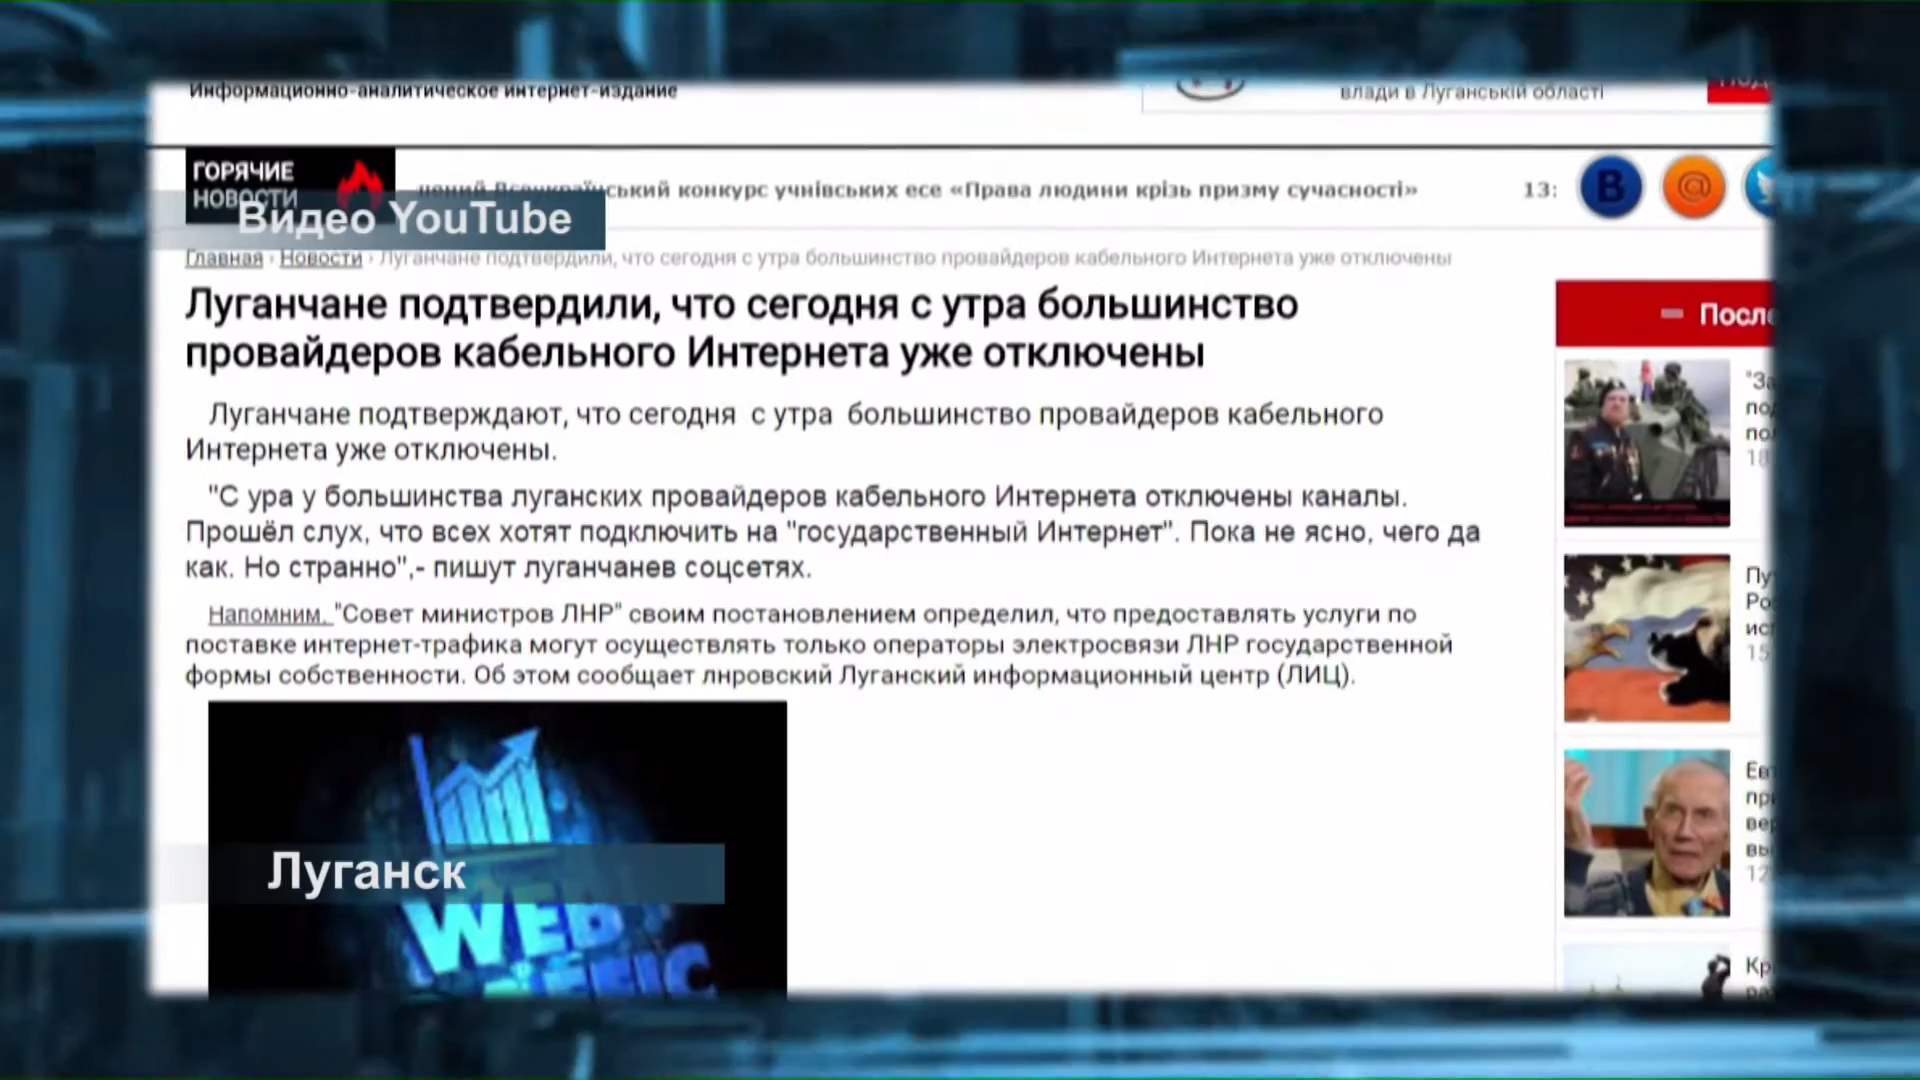 Информационно-аналитическое интернет-издание
влади в Луганській області
ГОРЯЧИЕ
НОВОСТИ
конкурс учнівських есе «Права людини крізь призму сучасності»
13:
Видео YouTube
Главная › Новости › Луганчане подтвердили, что сегодня с утра большинство провайдеров кабельного Интернета уже отключены
Луганчане подтвердили, что сегодня с утра большинство
провайдеров кабельного Интернета уже отключены
Луганчане подтверждают, что сегодня с утра большинство провайдеров кабельного
Интернета уже отключены.
"С ура у большинства луганских провайдеров кабельного Интернета отключены каналы.
Прошёл слух, что всех хотят подключить на "государственный Интернет". Пока не ясно, чего да
как. Но странно",- пишут луганчанев соцсетях.
Напомним, "Совет министров ЛНР" своим постановлением определил, что предоставлять услуги по
поставке интернет-трафика могут осуществлять только операторы электросвязи ЛНР государственной
формы собственности. Об этом сообщает лнровский Луганский информационный центр (ЛИЦ).
Луганск
WEB